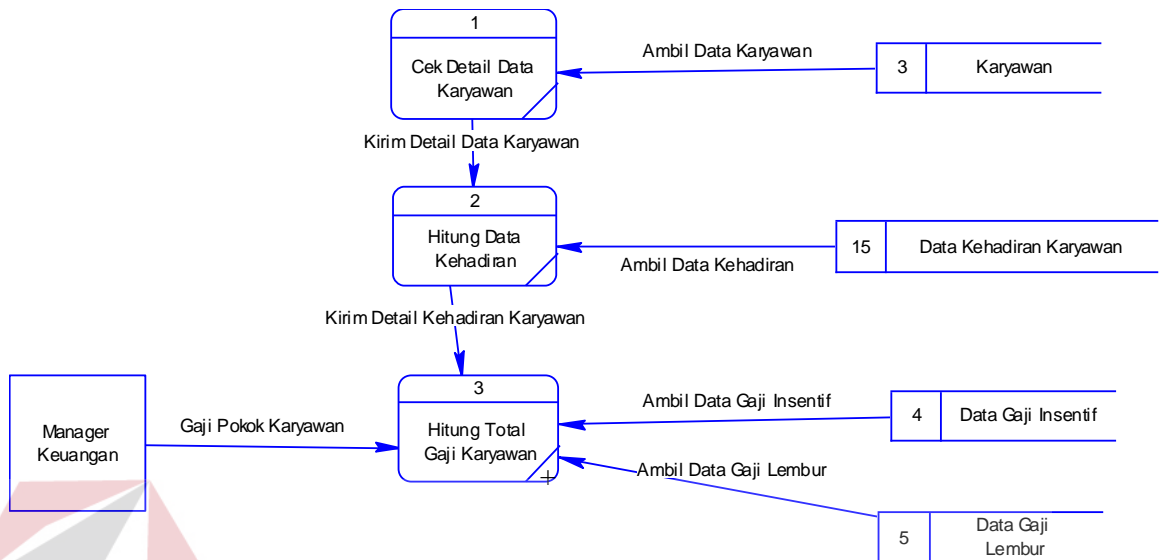 1
Cek Detail Data
Karyawan
Ambil Data Karyawan
3
Karyawan
Kirim Detail Data Karyawan
2
Hitung Data
Kehadiran
Ambil Data Kehadiran
15
Data Kehadiran Karyawan
Kirim Detail Kehadiran Karyawan
Manager
Keuangan
Gaji Pokok Karyawan
3
Hitung Total
Gaji Karyawan
Ambil Data Gaji Insentif
4
Data Gaji Insentif
Ambil Data Gaji Lembur
5
Data Gaji
Lembur